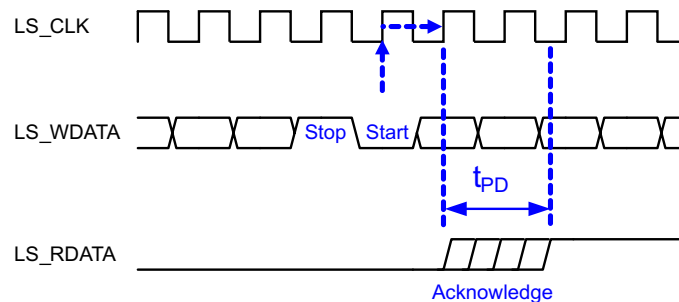 LS_CLK
LS_WDATA
Stop
Start
tPD
LS_RDATA
Acknowledge